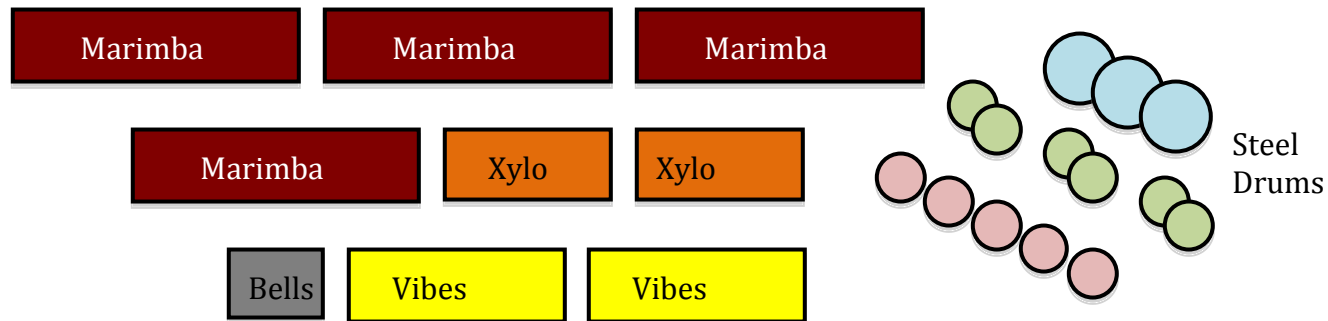 Marimba
Marimba
Marimba
Marimba
Xylo
Xylo
Steel
Drums
Bells
Vibes
Vibes